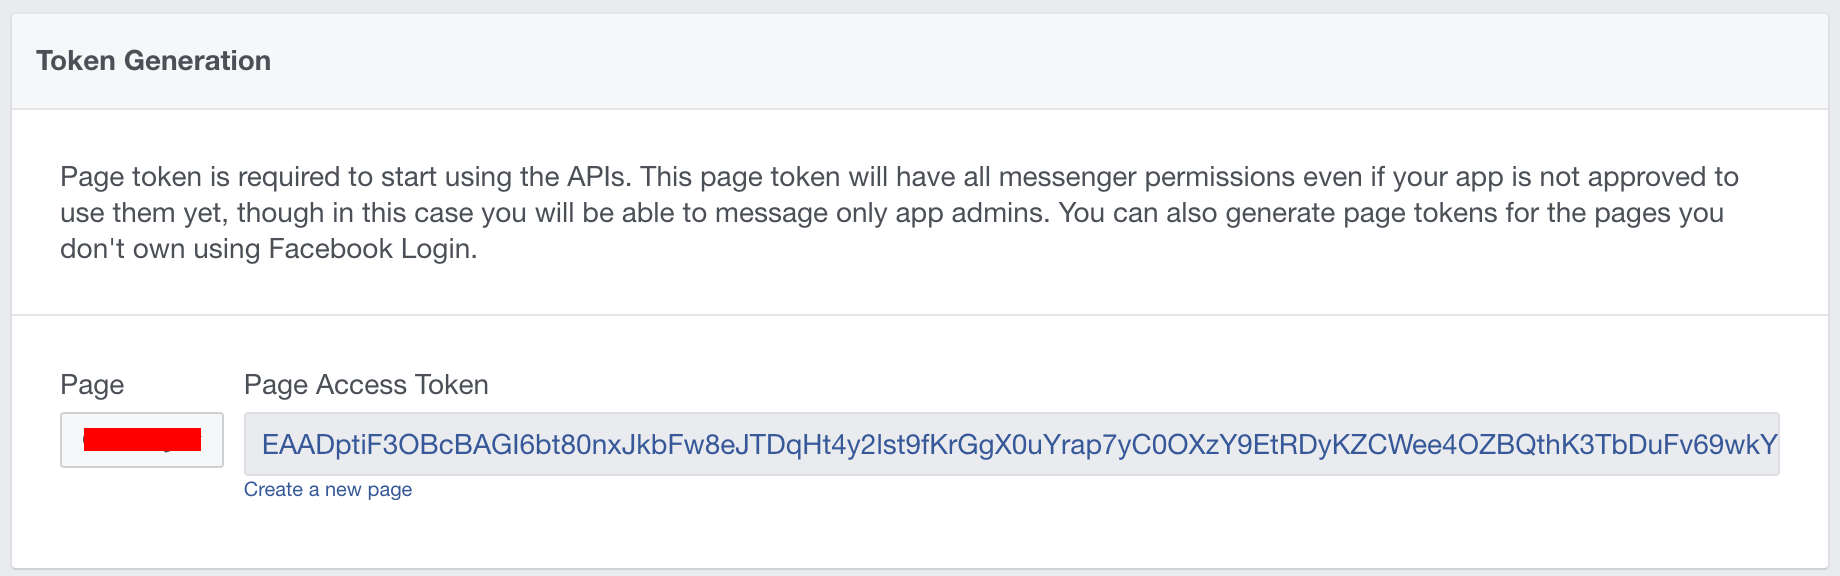 Token Generation
Page token is required to start using the APIs. This page token will have all messenger permissions even if your app is not approved to
use them yet, though in this case you will be able to message only app admins. You can also generate page tokens for the pages you
don't own using Facebook Login.
Page
Page Access Token
EAADptiF3OBcBAGI6bt80nxJkbFw8eJTDqHt4y2lst9fKrGgX0uYrap7yC0OXzY9EtRDyKZCWee4OZBQthK3TbDuFv69wkY
Create a new page